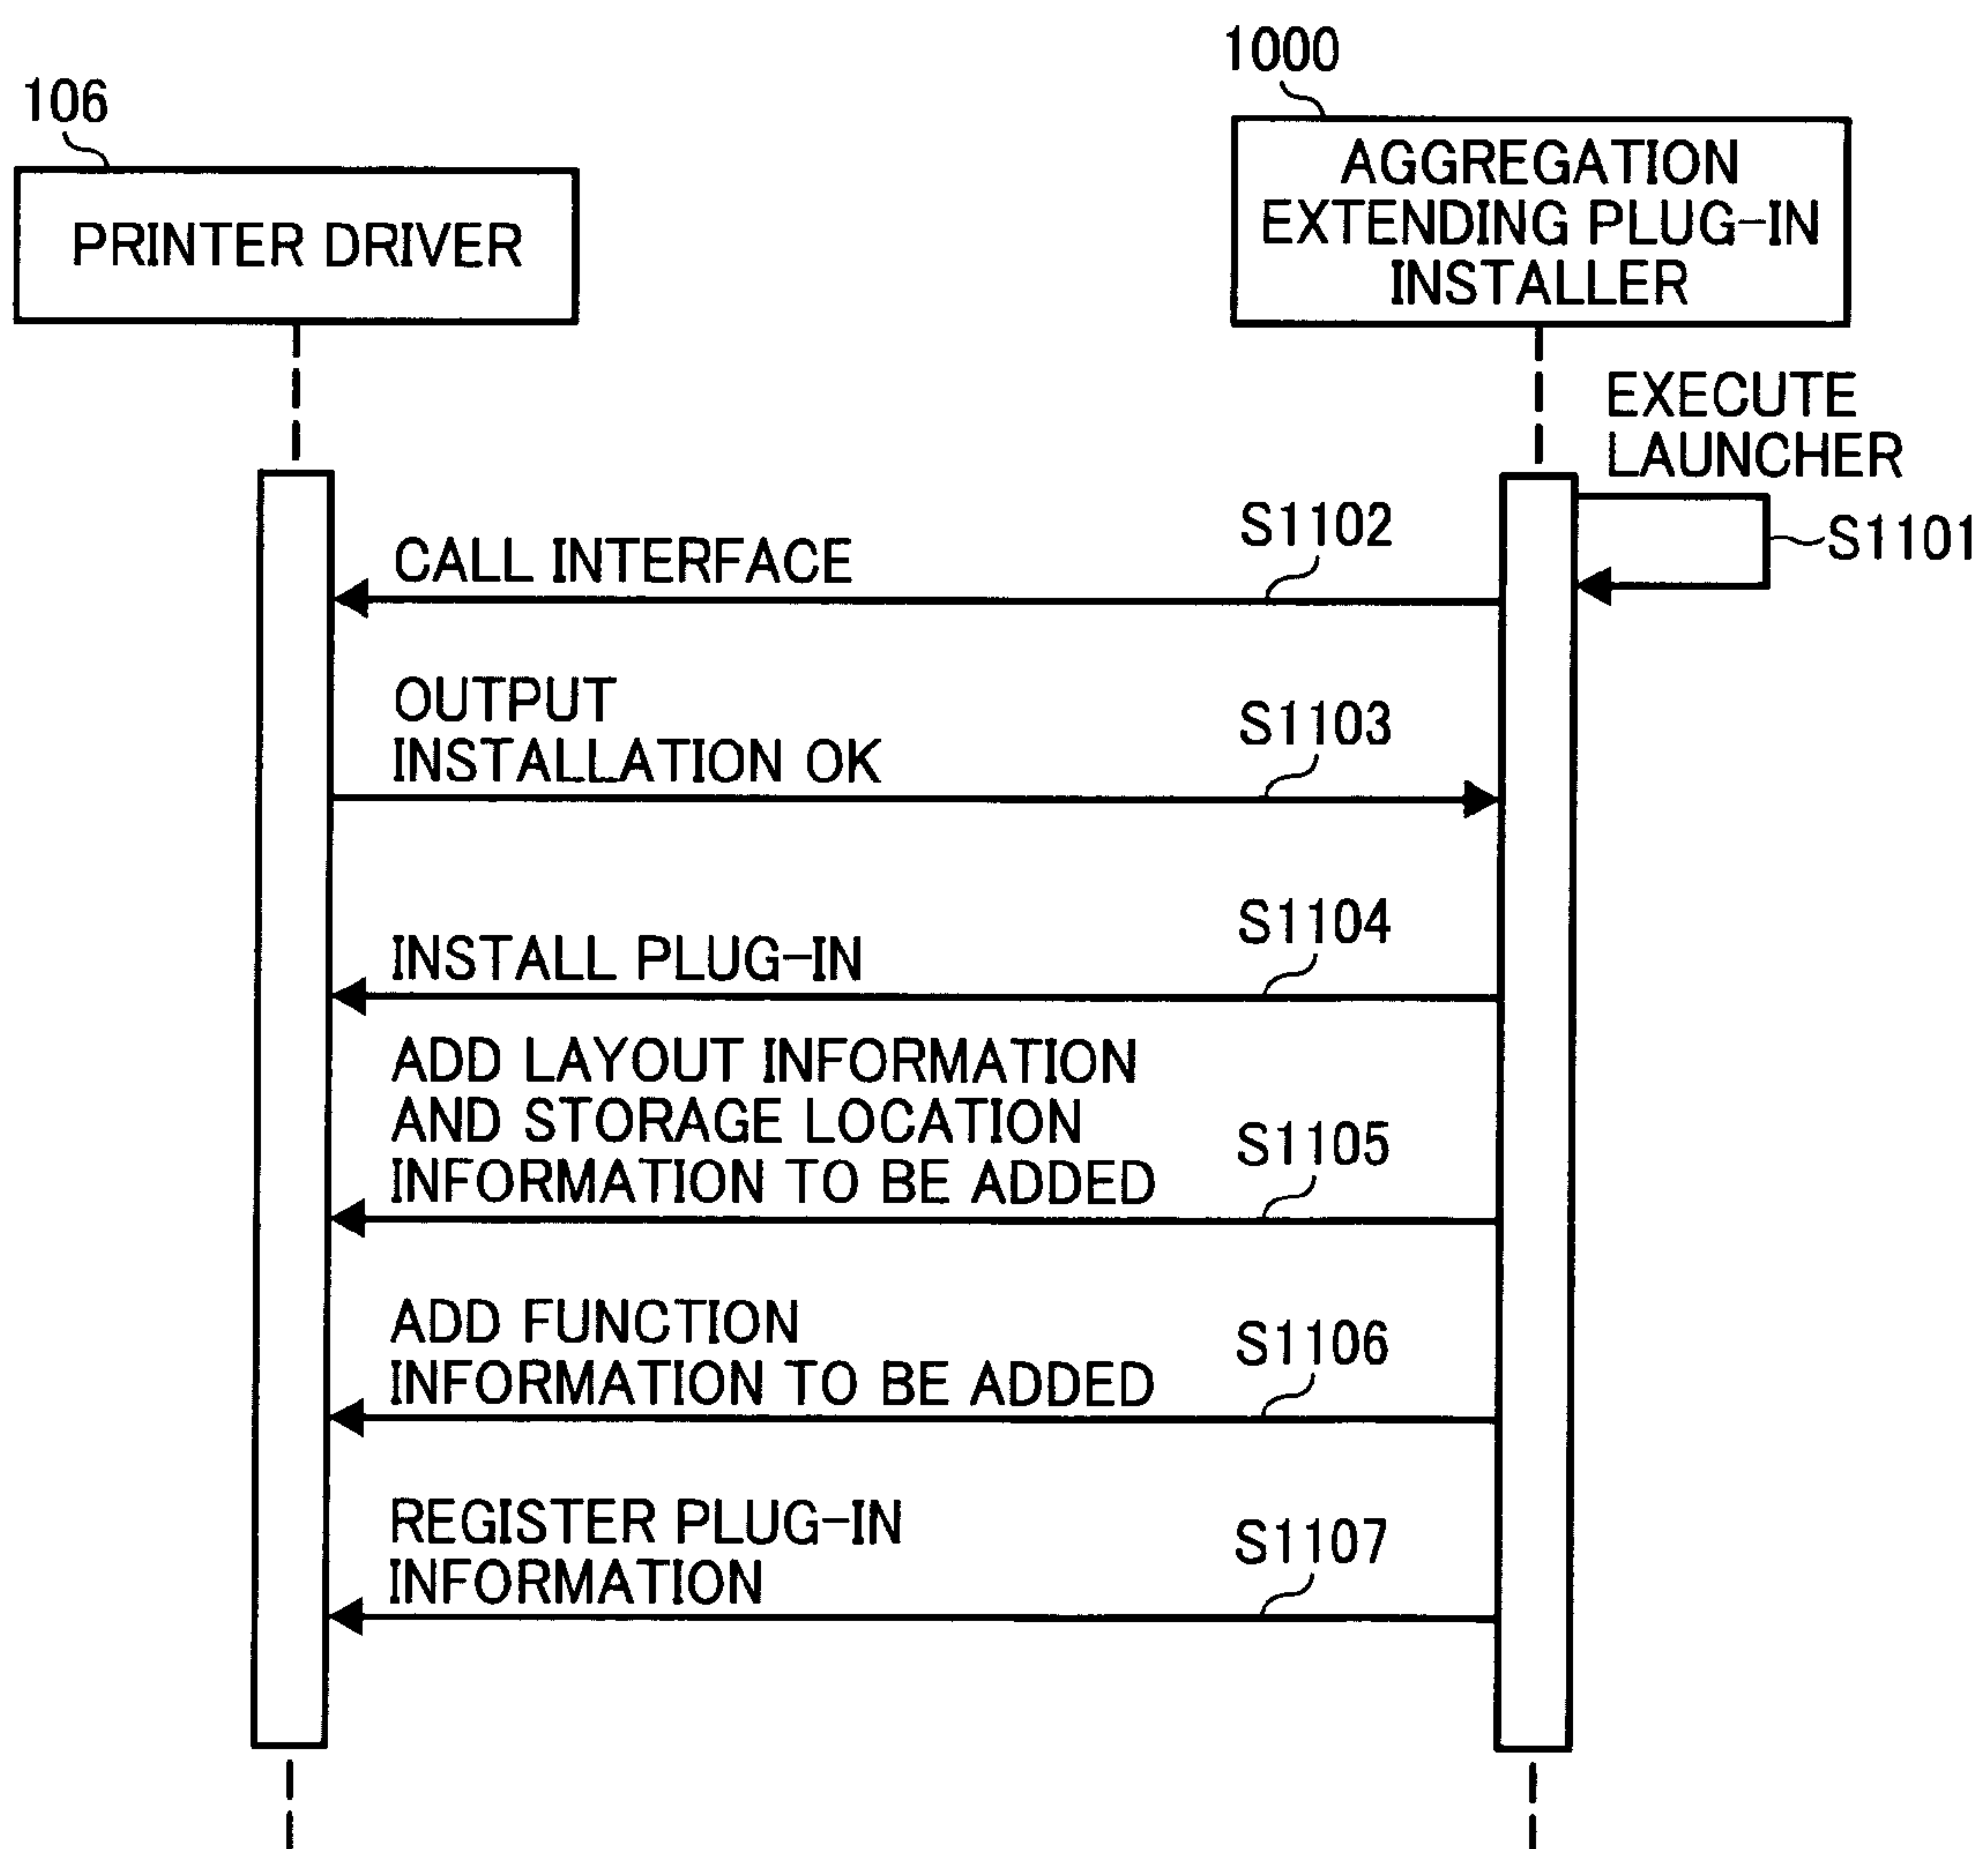 1000
106
AGGREGATION
EXTENDING PLUG-IN
INSTALLER
PRINTER DRIVER
EXECUTE
LAUNCHER
S1101
S1102
CALL INTERFACE
OUTPUT
INSTALLATION OK
S1103
S1104
INSTALL PLUG-IN
ADD LAYOUT INFORMATION
AND STORAGE LOCATION
INFORMATION TO BE ADDED
S1105
ADD FUNCTION
INFORMATION TO BE ADDED
S1106
REGISTER PLUG-IN
INFORMATION
S1107